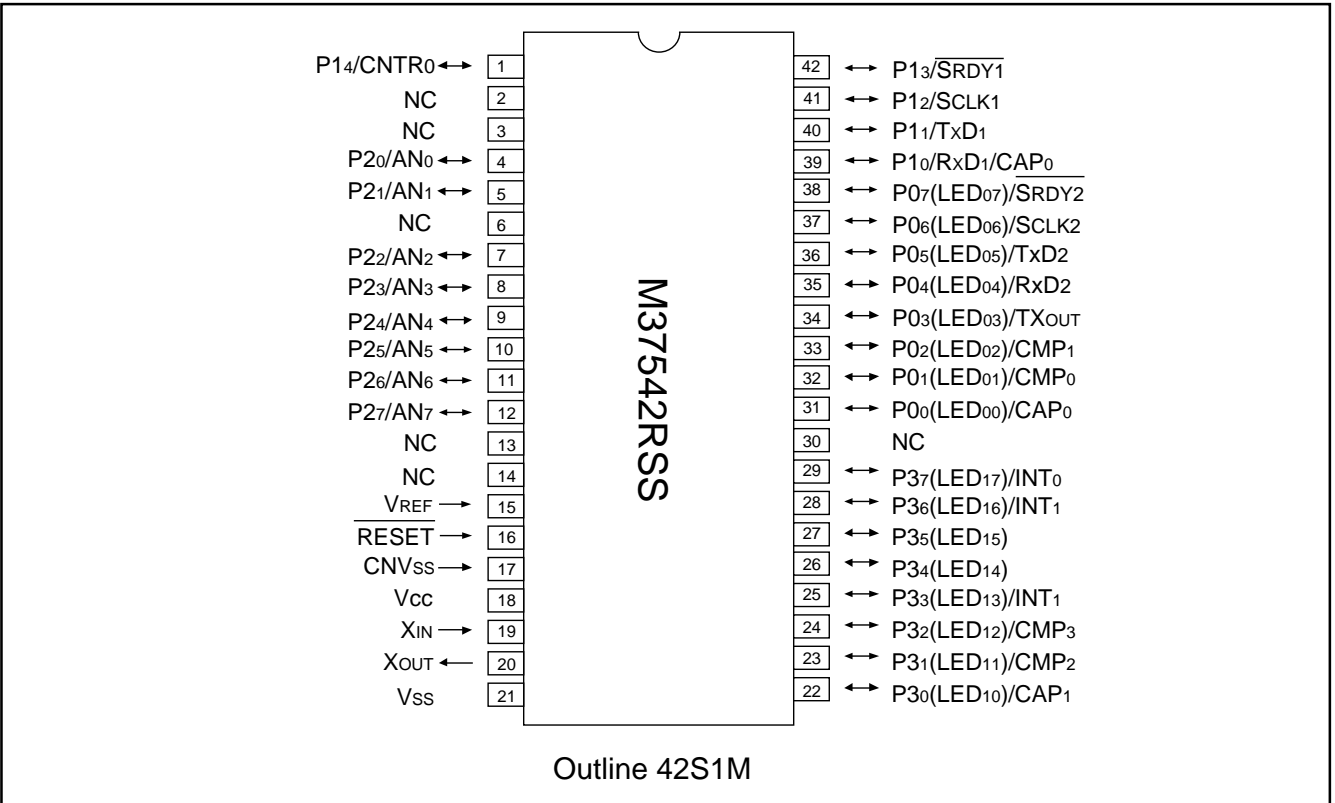 P14/CNTR0 1
NC 2
NC 3
P20/AN0 4
P21/AN1 5
NC 6
P22/AN2 7
P23/AN3 8
P24/AN4 9
P25/AN5 10
P26/AN6 11
P27/AN7 12
NC 13
NC 14
VREF 15
RESET 16
CNVSS 17
Vcc 18
XIN 19
XOUT 20
VSS 21
M37542RSS
42 P13/SRDY1
41 P12/SCLK1
40 P11/TxD1
39 P10/RxD1/CAP0
38 P07(LED07)/SRDY2
37 P06(LED06)/SCLK2
36 P05(LED05)/TxD2
35 P04(LED04)/RxD2
34 P03(LED03)/TXOUT
33 P02(LED02)/CMP1
32 P01(LED01)/CMP0
31 P00(LED00)/CAP0
30 NC
29 P37(LED17)/INT0
28 P36(LED16)/INT1
27 P35(LED15)
26 P34(LED14)
25 P33(LED13)/INT1
24 P32(LED12)/CMP3
23 P31(LED11)/CMP2
22 P30(LED10)/CAP1
Outline 42S1M